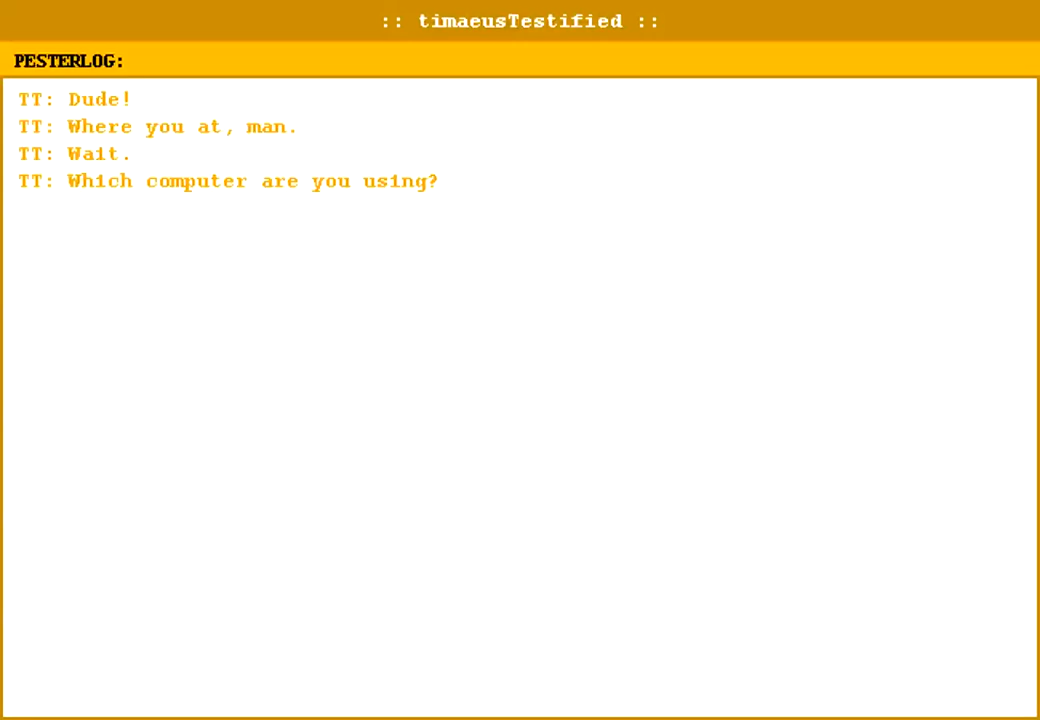 :: timaeusTestified ::
PESTERLOG:
TT: Dude!
TT: Where you at, man.
TT: Wait.
TT: Which computer are you using?